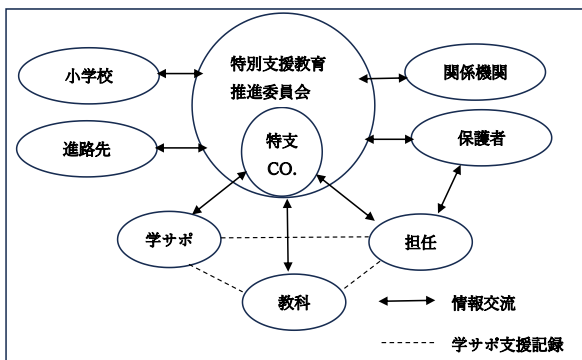 小学校
特別支援教育
推進委員会
関係機関
進路先
特支
CO.
保護者
学サポ
担任
教科
情報交流
学サポ支援記録